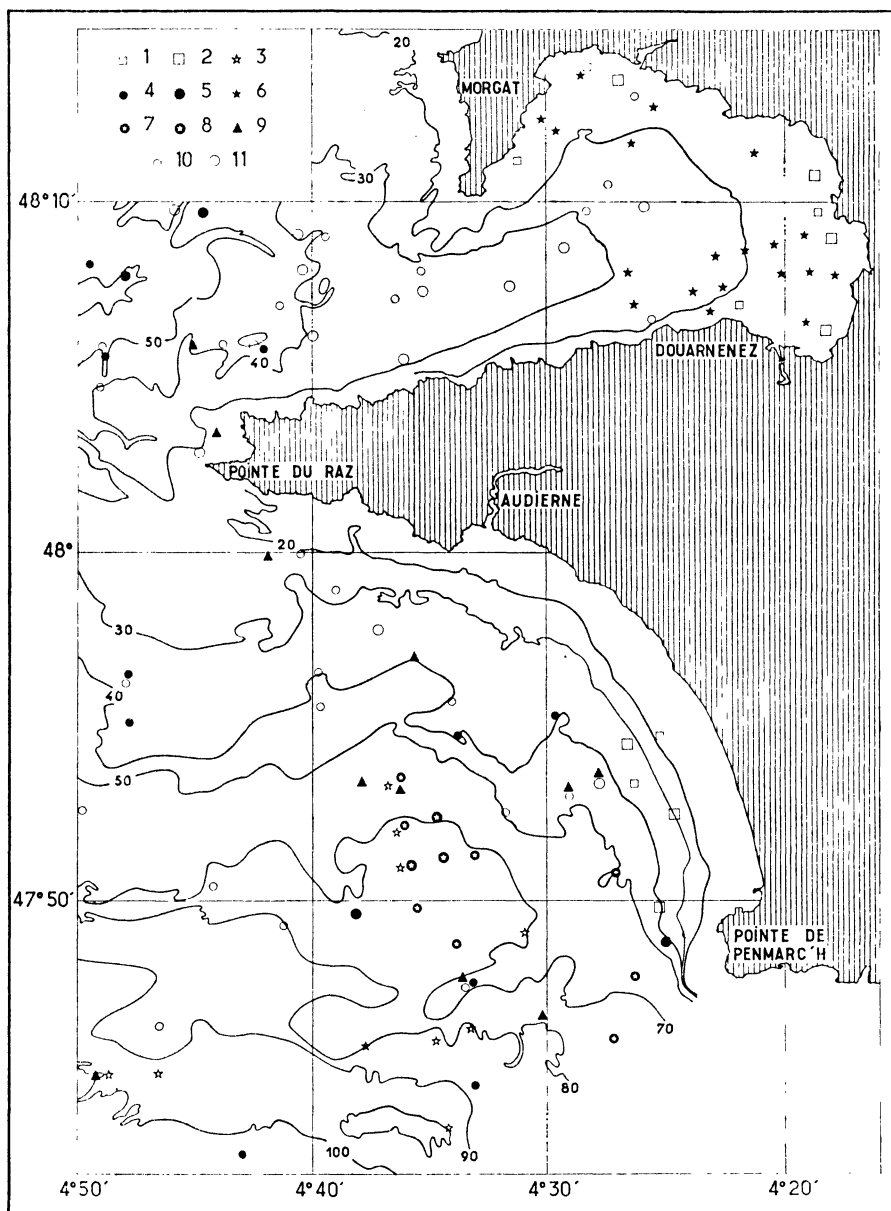 1 2 3
4 5 6
7 8 9
10 11
20
MORGAT
30
48°10′
50
40
DOUARNENEZ
POINTE DU RAZ
AUDIERNE
20
48°
30
40
50
47°50′
POINTE DE
PENMARC'H
70
80
100
90
4°50′ 4°40′ 4°30′ 4°20′